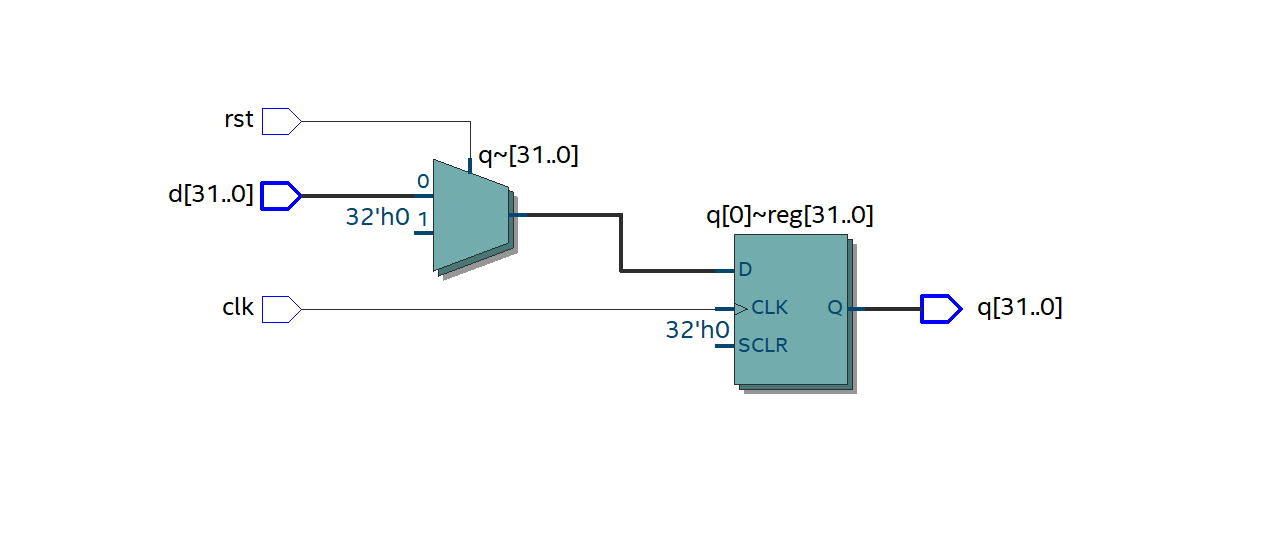 rst
q~[31..0]
d[31..0]
0
32'h0
1
q[0]~reg[31..0]
D
clk
CLK
Q
q[31..0]
32'h0
SCLR